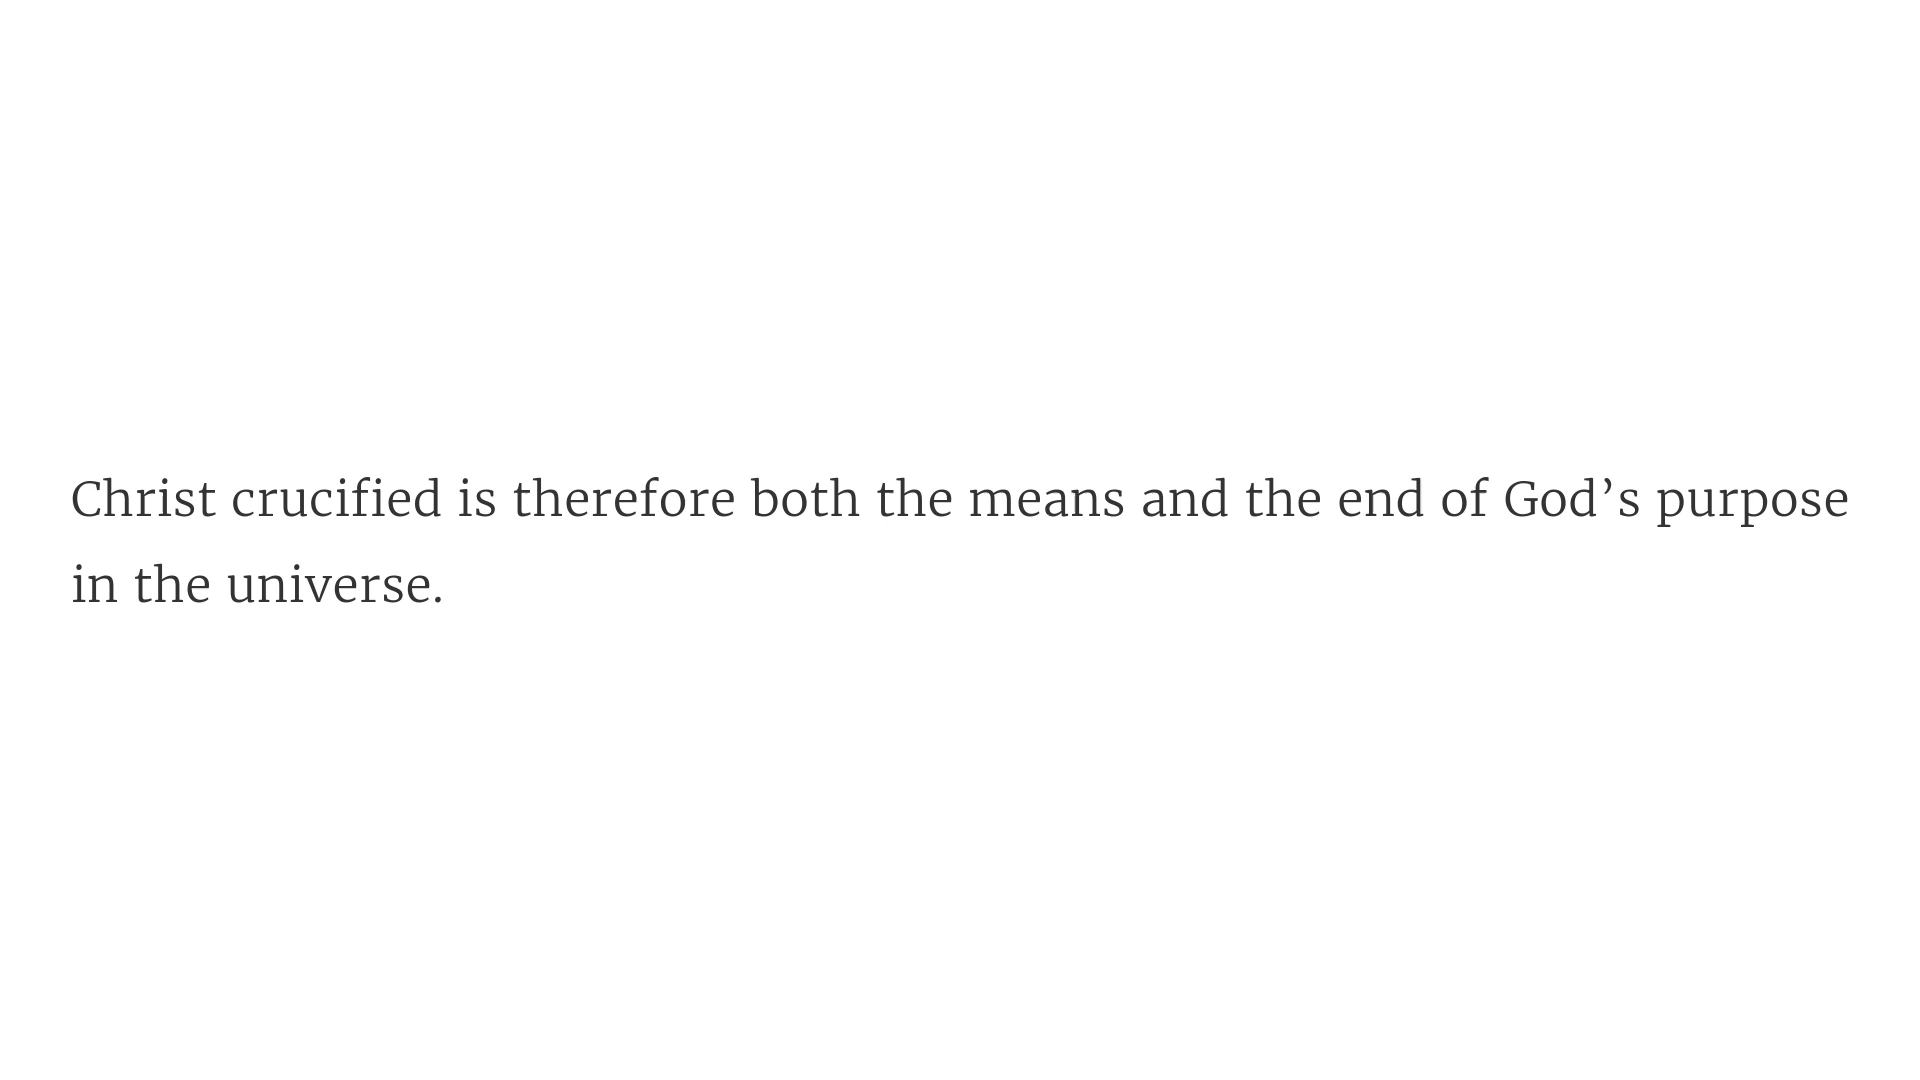 Christ crucified is therefore both the means and the end of God’s purpose
in the universe.